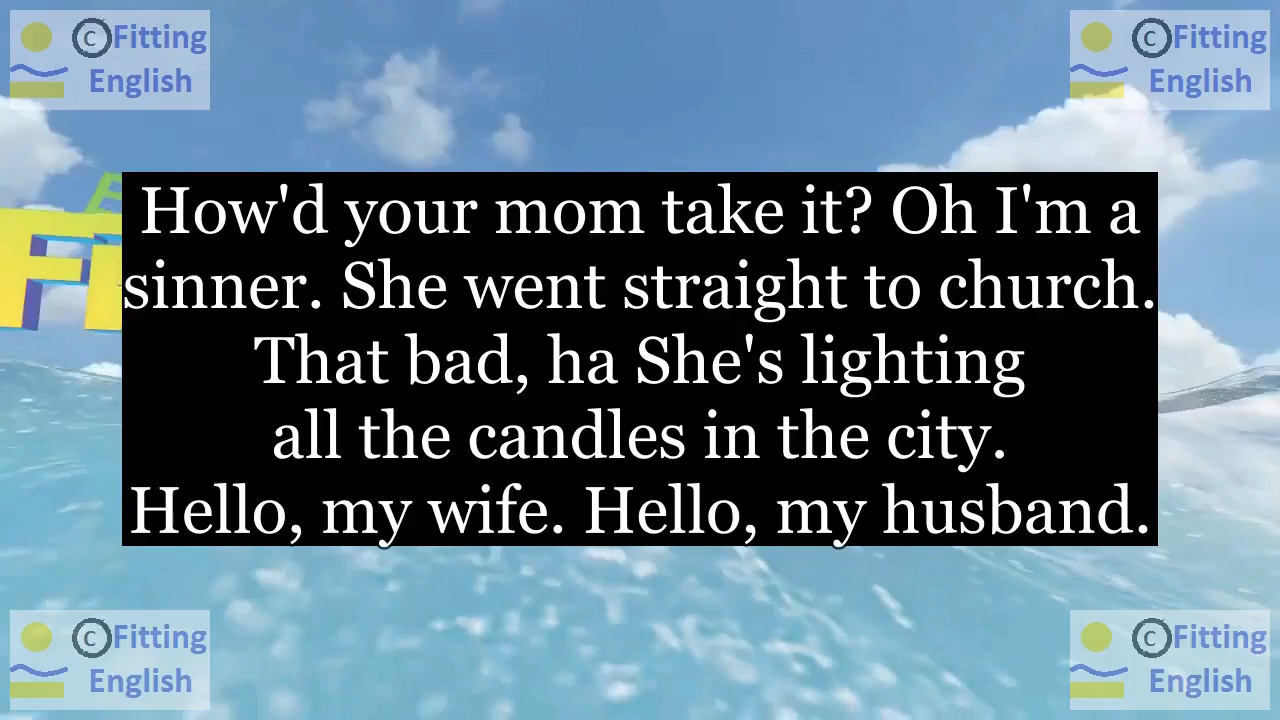 ©Fitting
English
©Fitting
English
How'd your mom take it? Oh I'm a
sinner. She went straight to church.
That bad, ha She's lighting
all the candles in the city.
Hello, my wife. Hello, my husband.
©Fitting
English
©Fitting
English